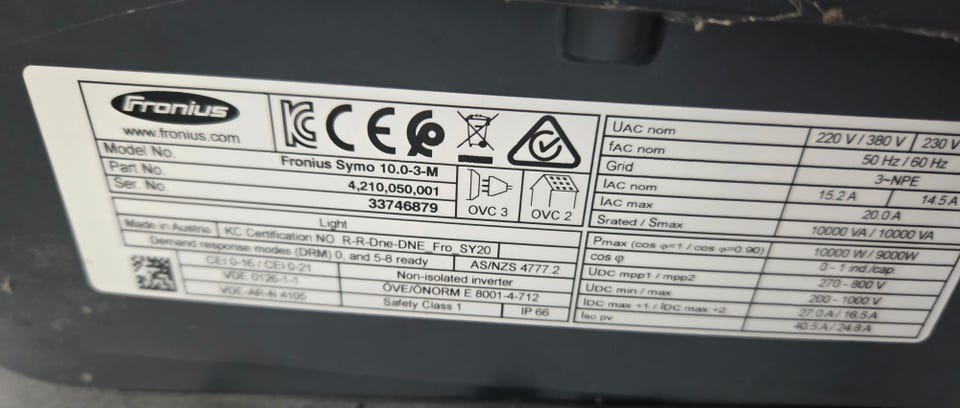 Fronius
www.fronius.com
Model No. Fronius Symo 10.0-3-M
Part No. 4,210,050,001
Ser. No. 33746879
OVC 3 OVC 2
Light
Made in Austria KC Certification NO R-R-Dne-DNE_Fro_SY20
Demand response modes (DRM) 0, and 5-8 ready AS/NZS 4777.2
CEI 0-16 / CEI 0-21 Non-isolated inverter
VDE 0126-1-1 ÖVE/ÖNORM E 8001-4-712
VDE-AR-N 4105 Safety Class 1 IP 66
UAC nom 220 V / 380 V 230 V
fAC nom 50 Hz / 60 Hz
Grid 3~NPE
IAC nom 15.2 A 14.5 A
IAC max 20.0 A
Srated / Smax 10000 VA / 10000 VA
Pmax (cos φ=1 / cos φ=0.90) 10000 W / 9000W
cos φ 0 - 1 ind./cap
UDC mpp1 / mpp2 270 - 800 V
UDC min / max 200 - 1000 V
IDC max +1 / IDC max +2 27.0 A / 16.5 A
Isc pv 40.5 A / 24.8 A